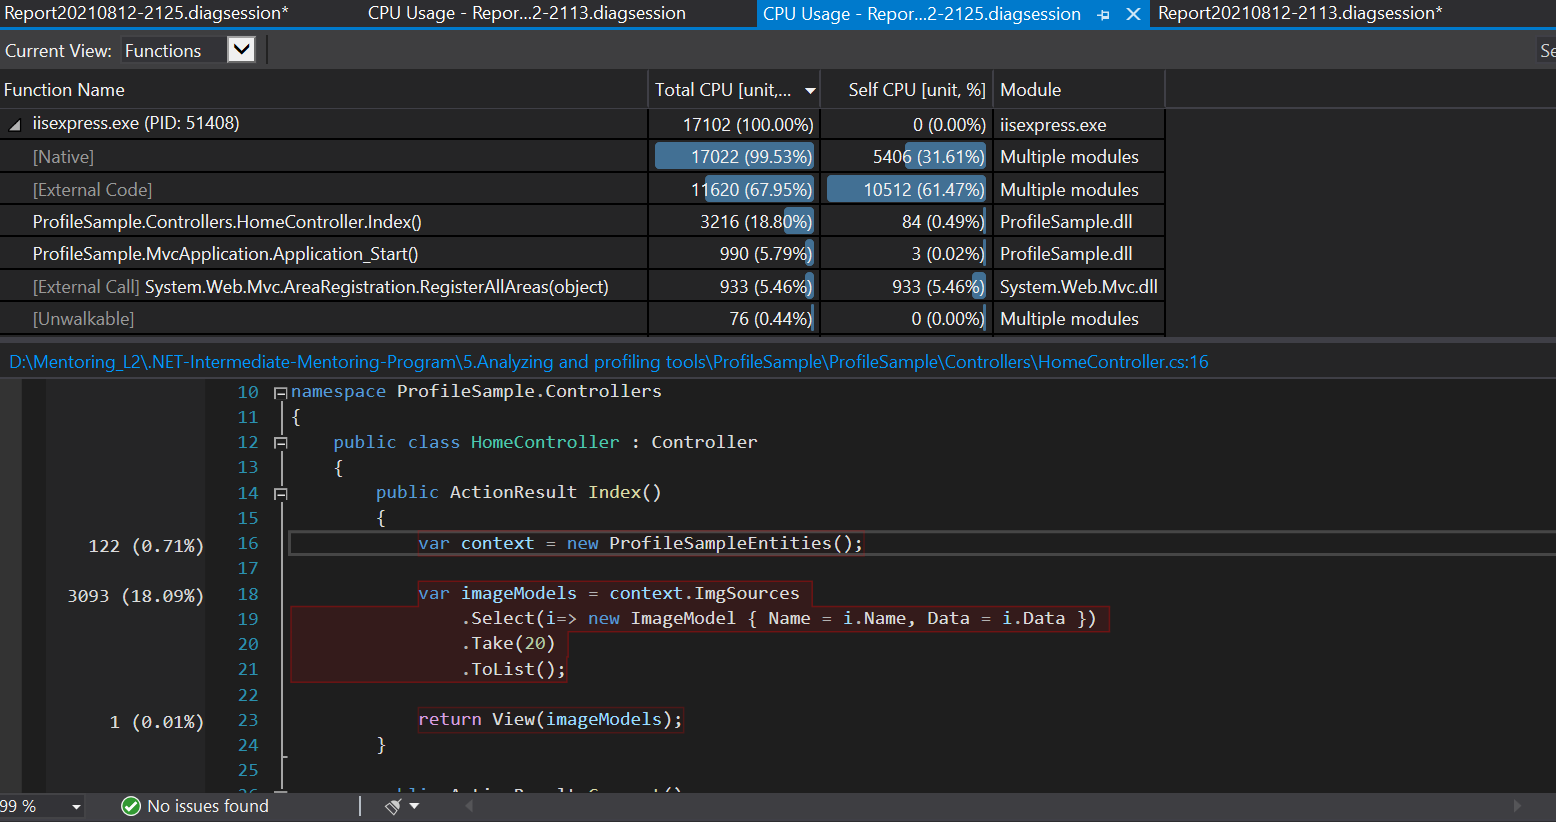 Report20210812-2125.diagsession*
CPU Usage - Repor...2-2113.diagsession
CPU Usage - Repor...2-2125.diagsession
Report20210812-2113.diagsession*
Current View: Functions
Se
Function Name Total CPU [unit,... Self CPU [unit, %] Module
iisexpress.exe (PID: 51408) 17102 (100.00%) 0 (0.00%) iisexpress.exe
[Native] 17022 (99.53%) 5406 (31.61%) Multiple modules
[External Code] 11620 (67.95%) 10512 (61.47%) Multiple modules
ProfileSample.Controllers.HomeController.Index() 3216 (18.80%) 84 (0.49%) ProfileSample.dll
ProfileSample.MvcApplication.Application_Start() 990 (5.79%) 3 (0.02%) ProfileSample.dll
[External Call] System.Web.Mvc.AreaRegistration.RegisterAllAreas(object) 933 (5.46%) 933 (5.46%) System.Web.Mvc.dll
[Unwalkable] 76 (0.44%) 0 (0.00%) Multiple modules
D:\Mentoring_L2\.NET-Intermediate-Mentoring-Program\5.Analyzing and profiling tools\ProfileSample\ProfileSample\Controllers\HomeController.cs:16
10 namespace ProfileSample.Controllers
11 {
12 public class HomeController : Controller
13 {
14 public ActionResult Index()
15 {
122 (0.71%) 16 var context = new ProfileSampleEntities();
17
3093 (18.09%) 18 var imageModels = context.ImgSources
19 .Select(i=> new ImageModel { Name = i.Name, Data = i.Data })
20 .Take(20)
21 .ToList();
22
1 (0.01%) 23 return View(imageModels);
24 }
25
99 % No issues found